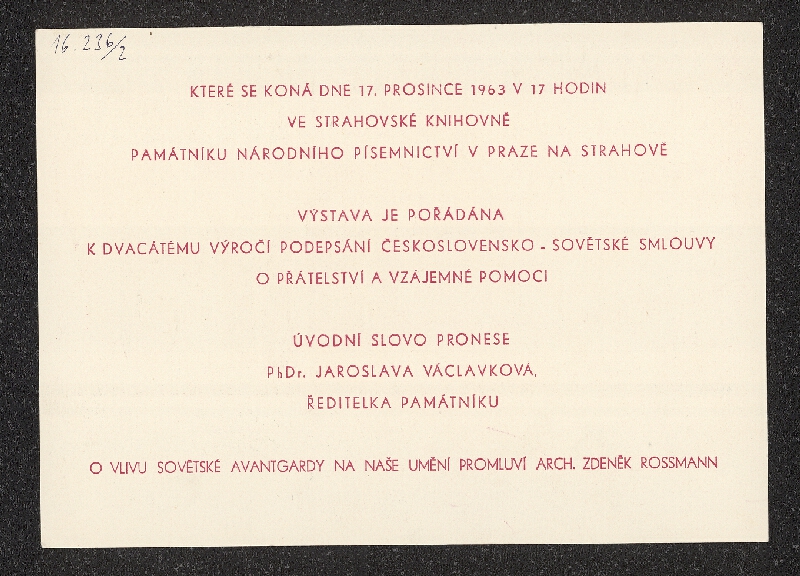 16.236/2
KTERÉ SE KONÁ DNE 17. PROSINCE 1963 V 17 HODIN
VE STRAHOVSKÉ KNIHOVNĚ
PAMÁTNÍKU NÁRODNÍHO PÍSEMNICTVÍ V PRAZE NA STRAHOVĚ
VÝSTAVA JE POŘÁDÁNA
K DVACÁTÉMU VÝROČÍ PODEPSÁNÍ ČESKOSLOVENSKO - SOVĚTSKÉ SMLOUVY
O PŘÁTELSTVÍ A VZÁJEMNÉ POMOCI
ÚVODNÍ SLOVO PRONESE
PhDr. JAROSLAVA VÁCLAVKOVÁ,
ŘEDITELKA PAMÁTNÍKU
O VLIVU SOVĚTSKÉ AVANTGARDY NA NAŠE UMĚNÍ PROMLUVÍ ARCH. ZDENĚK ROSSMANN